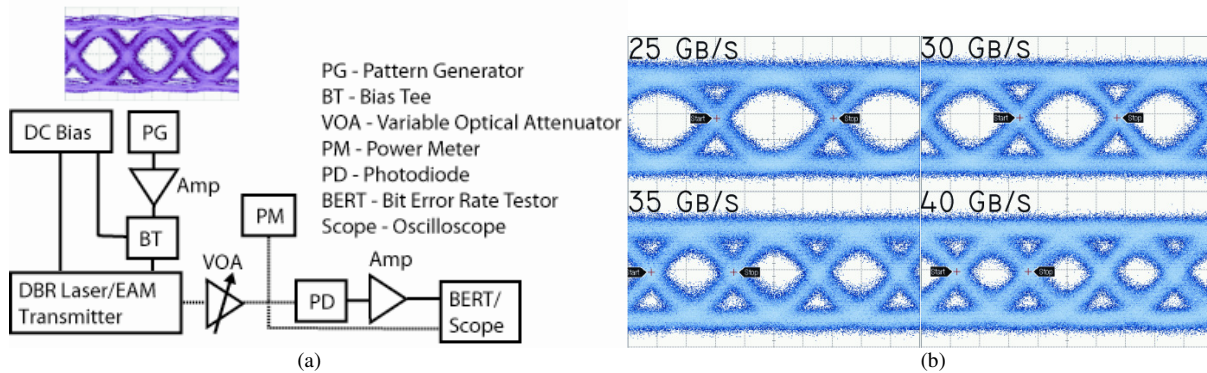 PG - Pattern Generator
BT - Bias Tee
VOA - Variable Optical Attenuator
PM - Power Meter
PD - Photodiode
BERT - Bit Error Rate Testor
Scope - Oscilloscope
DC Bias
PG
Amp
BT
PM
VOA
Amp
DBR Laser/EAM
Transmitter
PD
BERT/
Scope
(a)
25 GB/S
Start
Stop
30 GB/S
Start
Stop
35 GB/S
Start
Stop
40 GB/S
Start
Stop
(b)